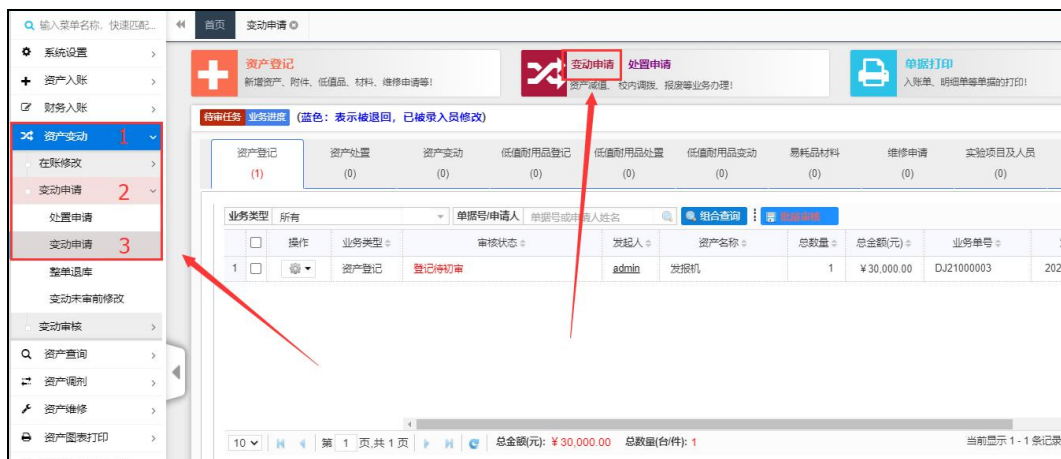 输入菜单名称，快速匹配...
首页 变动申请
系统设置
资产入账
财务入账
资产变动 1
在账修改
变动申请 2
处置申请
变动申请 3
整单退库
变动未审前修改
变动审核
资产查询
资产调剂
资产维修
资产图表打印
资产登记
新增资产、附件、低值品、材料、维修申请等!
变动申请 处置申请
资产减值、校内调拨、报废等业务办理!
单据打印
入账单、明细单等单据的打印!
待审任务 业务进度 (蓝色：表示被退回，已被录入员修改)
资产登记 资产处置 资产变动 低值耐用品登记 低值耐用品处置 低值耐用品变动 易耗品材料 维修申请 实验项目及人员
(1) (0) (0) (0) (0) (0) (0) (0) (0)
业务类型 所有 单据号/申请人 单据号或申请人姓名 组合查询 批量审核
操作 业务类型 审核状态 发起人 资产名称 总数量 总金额(元) 业务单号
1 资产登记 登记待初审 admin 发报机 1 ￥30,000.00 DJ21000003 202
10 第 1 页,共 1 页 总金额(元): ￥30,000.00 总数量(台/件): 1 当前显示 1 - 1 条记录